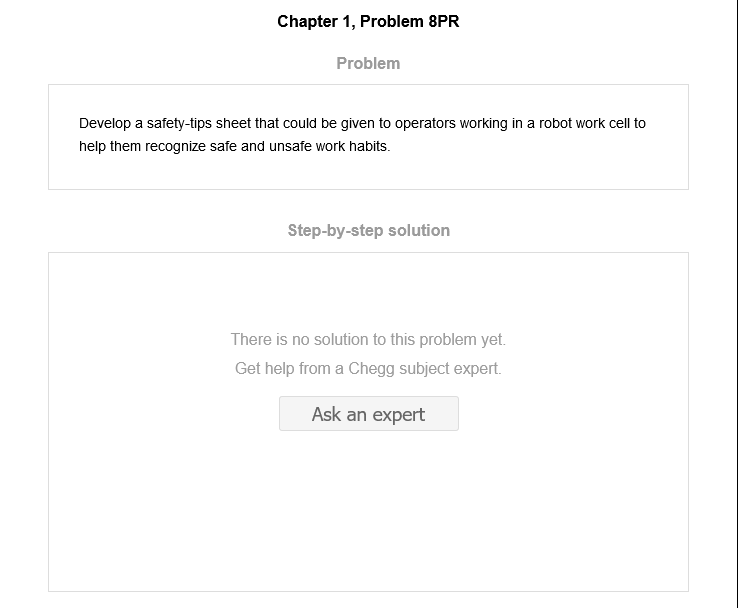 Chapter 1, Problem 8PR
Problem
Develop a safety-tips sheet that could be given to operators working in a robot work cell to
help them recognize safe and unsafe work habits.
Step-by-step solution
There is no solution to this problem yet.
Get help from a Chegg subject expert.
Ask an expert